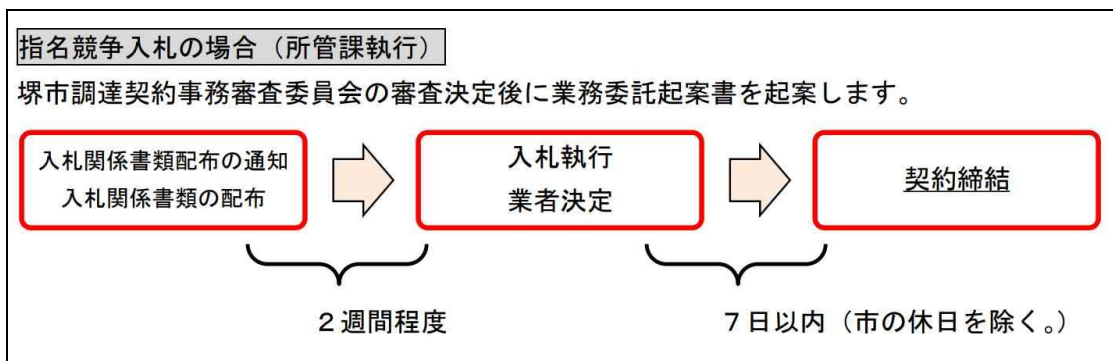 指名競争入札の場合（所管課執行）
堺市調達契約事務審査委員会の審査決定後に業務委託起案書を起案します。
入札関係書類配布の通知
入札関係書類の配布
入札執行
業者決定
契約締結
２週間程度
７日以内（市の休日を除く。）